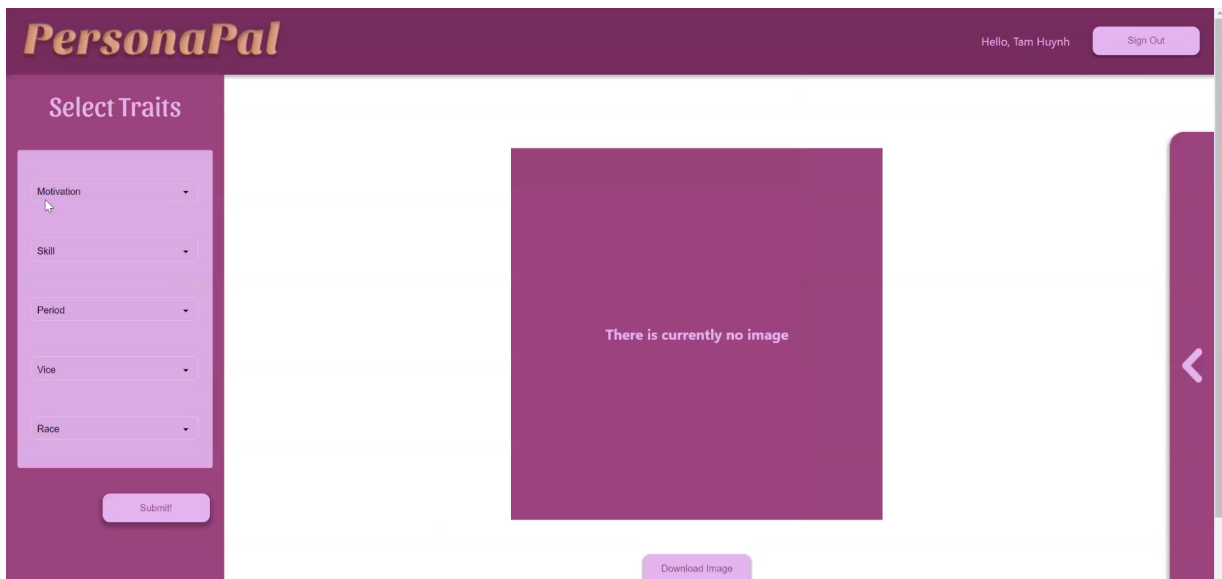 PersonaPal
Hello, Tam Huynh
Sign Out
Select Traits
Motivation
Skill
Period
Vice
Race
Submit!
There is currently no image
Download Image